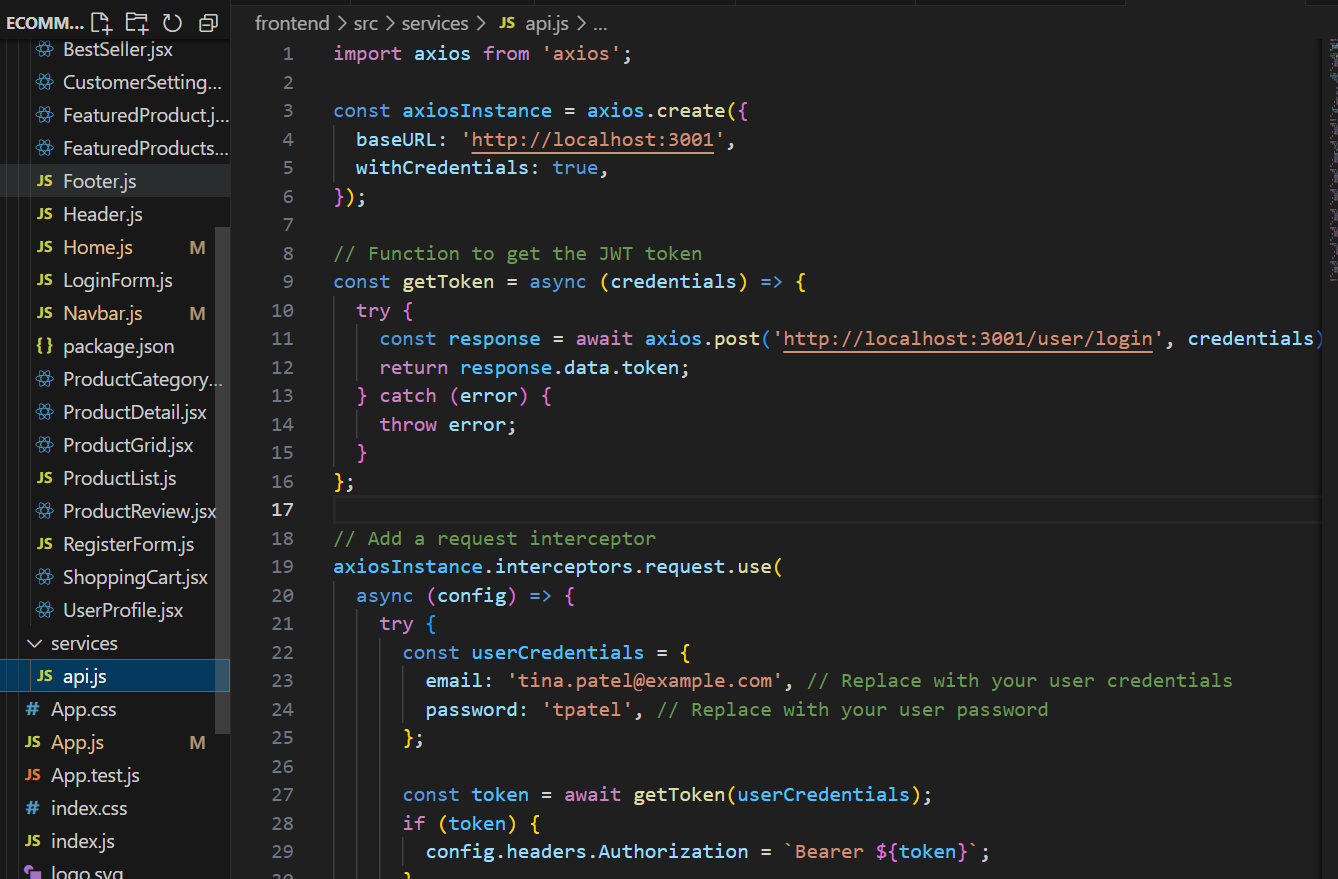 ECOMM...
BestSeller.jsx
CustomerSetting...
FeaturedProduct.j...
FeaturedProducts...
JS Footer.js
JS Header.js
JS Home.js M
JS LoginForm.js
JS Navbar.js M
{} package.json
ProductCategory...
ProductDetail.jsx
ProductGrid.jsx
JS ProductList.js
ProductReview.jsx
JS RegisterForm.js
ShoppingCart.jsx
UserProfile.jsx
services
JS api.js
# App.css
JS App.js M
JS App.test.js
# index.css
JS index.js
logo.svg
frontend > src > services > JS api.js > ...
1 import axios from 'axios';
2
3 const axiosInstance = axios.create({
4   baseURL: 'http://localhost:3001',
5   withCredentials: true,
6 });
7
8 // Function to get the JWT token
9 const getToken = async (credentials) => {
10   try {
11     const response = await axios.post('http://localhost:3001/user/login', credentials)
12     return response.data.token;
13   } catch (error) {
14     throw error;
15   }
16 };
17
18 // Add a request interceptor
19 axiosInstance.interceptors.request.use(
20   async (config) => {
21     try {
22       const userCredentials = {
23         email: 'tina.patel@example.com', // Replace with your user credentials
24         password: 'tpatel', // Replace with your user password
25       };
26
27       const token = await getToken(userCredentials);
28       if (token) {
29         config.headers.Authorization = `Bearer ${token}`;
30       }